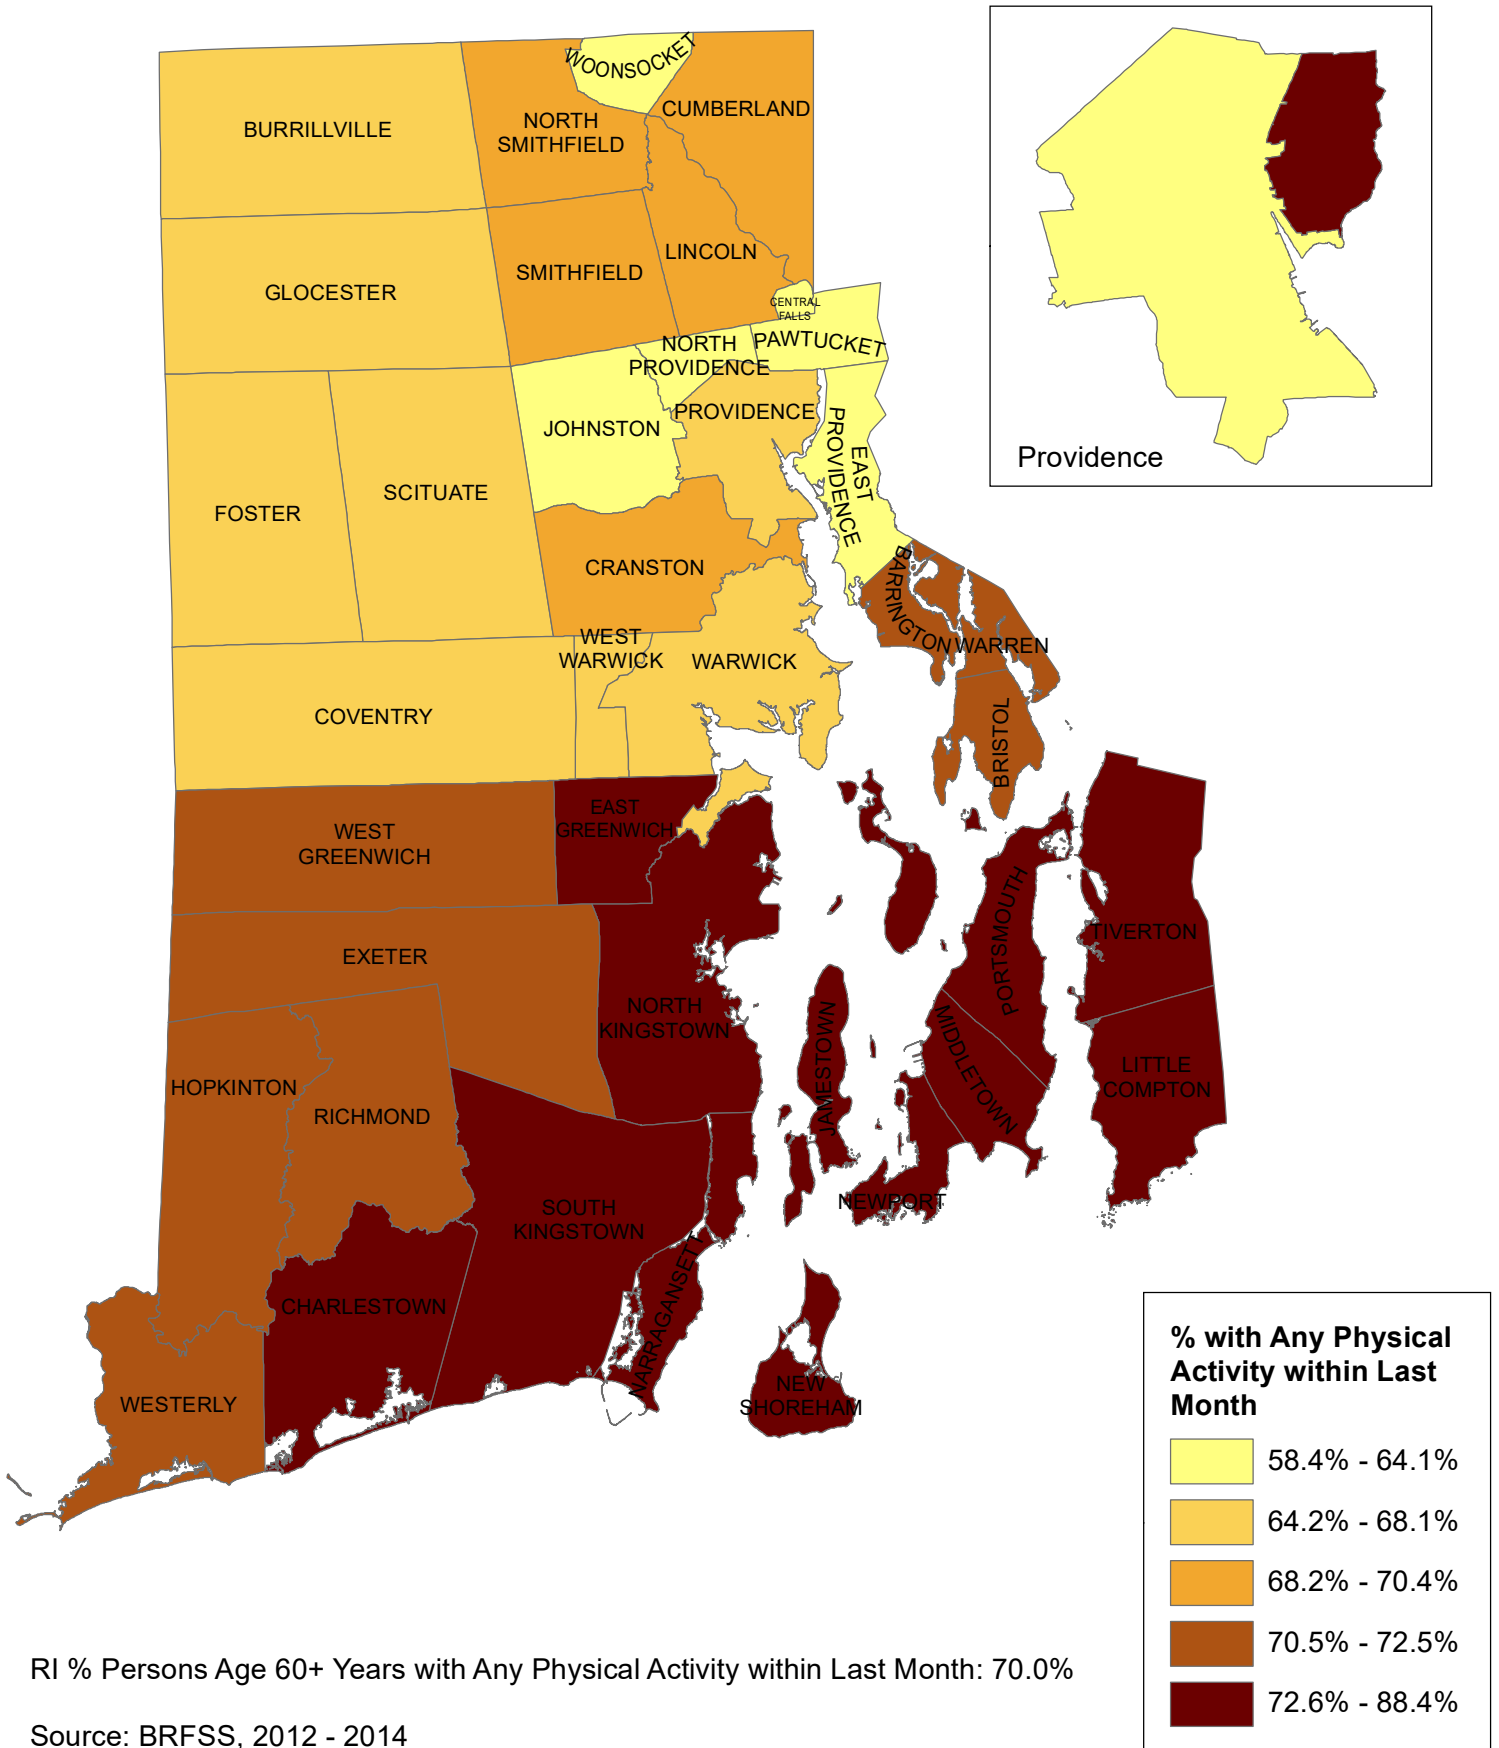 WOONSOCKET
CUMBERLAND
BURRILLVILLE
NORTH
SMITHFIELD
LINCOLN
SMITHFIELD
GLOCESTER
CENTRAL
FALLS
NORTH
PROVIDENCE
PAWTUCKET
PROVIDENCE
JOHNSTON
EAST
PROVIDENCE
SCITUATE
FOSTER
CRANSTON
BARRINGTON
WARREN
WEST
WARWICK
WARWICK
COVENTRY
BRISTOL
EAST
GREENWICH
WEST
GREENWICH
PORTSMOUTH
TIVERTON
EXETER
NORTH
KINGSTOWN
JAMESTOWN
MIDDLETOWN
LITTLE
COMPTON
HOPKINTON
RICHMOND
NEWPORT
SOUTH
KINGSTOWN
NARRAGANSETT
CHARLESTOWN
NEW
SHOREHAM
WESTERLY
Providence
% with Any Physical
Activity within Last
Month
58.4% - 64.1%
64.2% - 68.1%
68.2% - 70.4%
70.5% - 72.5%
72.6% - 88.4%
RI % Persons Age 60+ Years with Any Physical Activity within Last Month: 70.0%
Source: BRFSS, 2012 - 2014